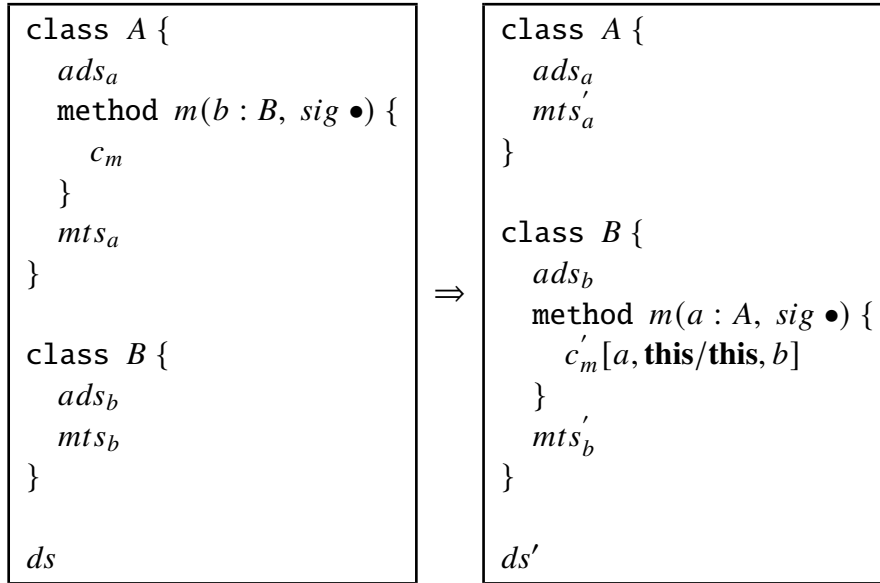 class A {
ads_a
method m(b : B, sig •) {
c_m
}
mts_a
}
class B {
ads_b
mts_b
}
ds
⇒
class A {
ads_a
mts'_a
}
class B {
ads_b
method m(a : A, sig •) {
c'_m[a, this/this, b]
}
mts'_b
}
ds′